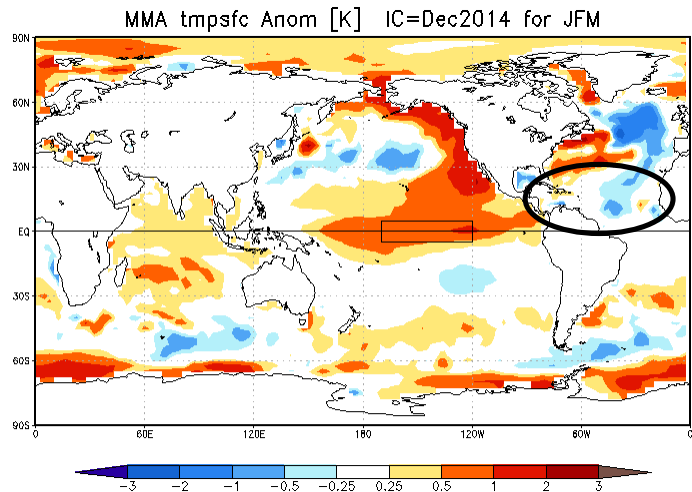 MMA tmpsfc Anom [K] IC=Dec2014 for JFM
90N
60N
30N
EQ
30S
60S
90S
0 60E 120E 180 120W 60W 0
-3 -2 -1 -0.5 -0.25 0.25 0.5 1 2 3